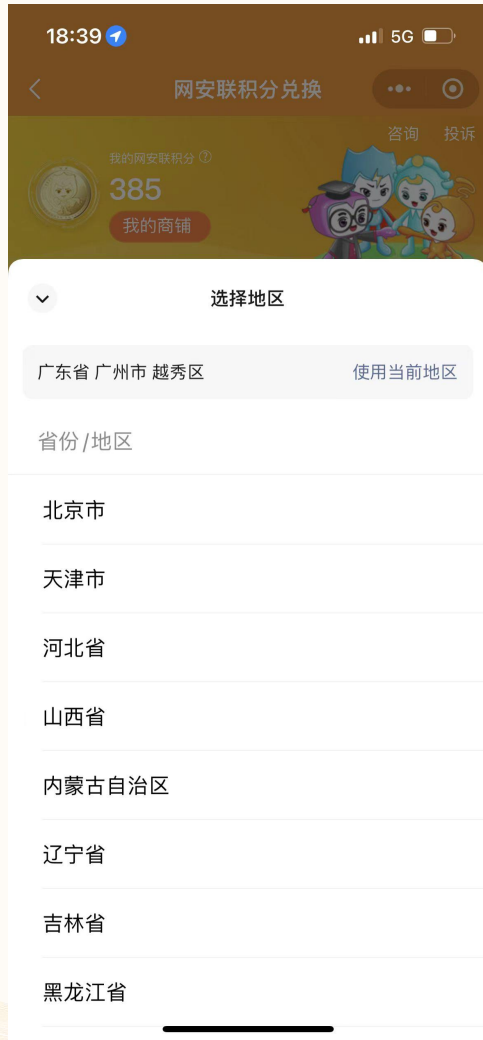 18:39 5G
网安联积分兑换
咨询 投诉
我的网安联积分?
385
我的商铺
选择地区
广东省 广州市 越秀区 使用当前地区
省份/地区
北京市
天津市
河北省
山西省
内蒙古自治区
辽宁省
吉林省
黑龙江省